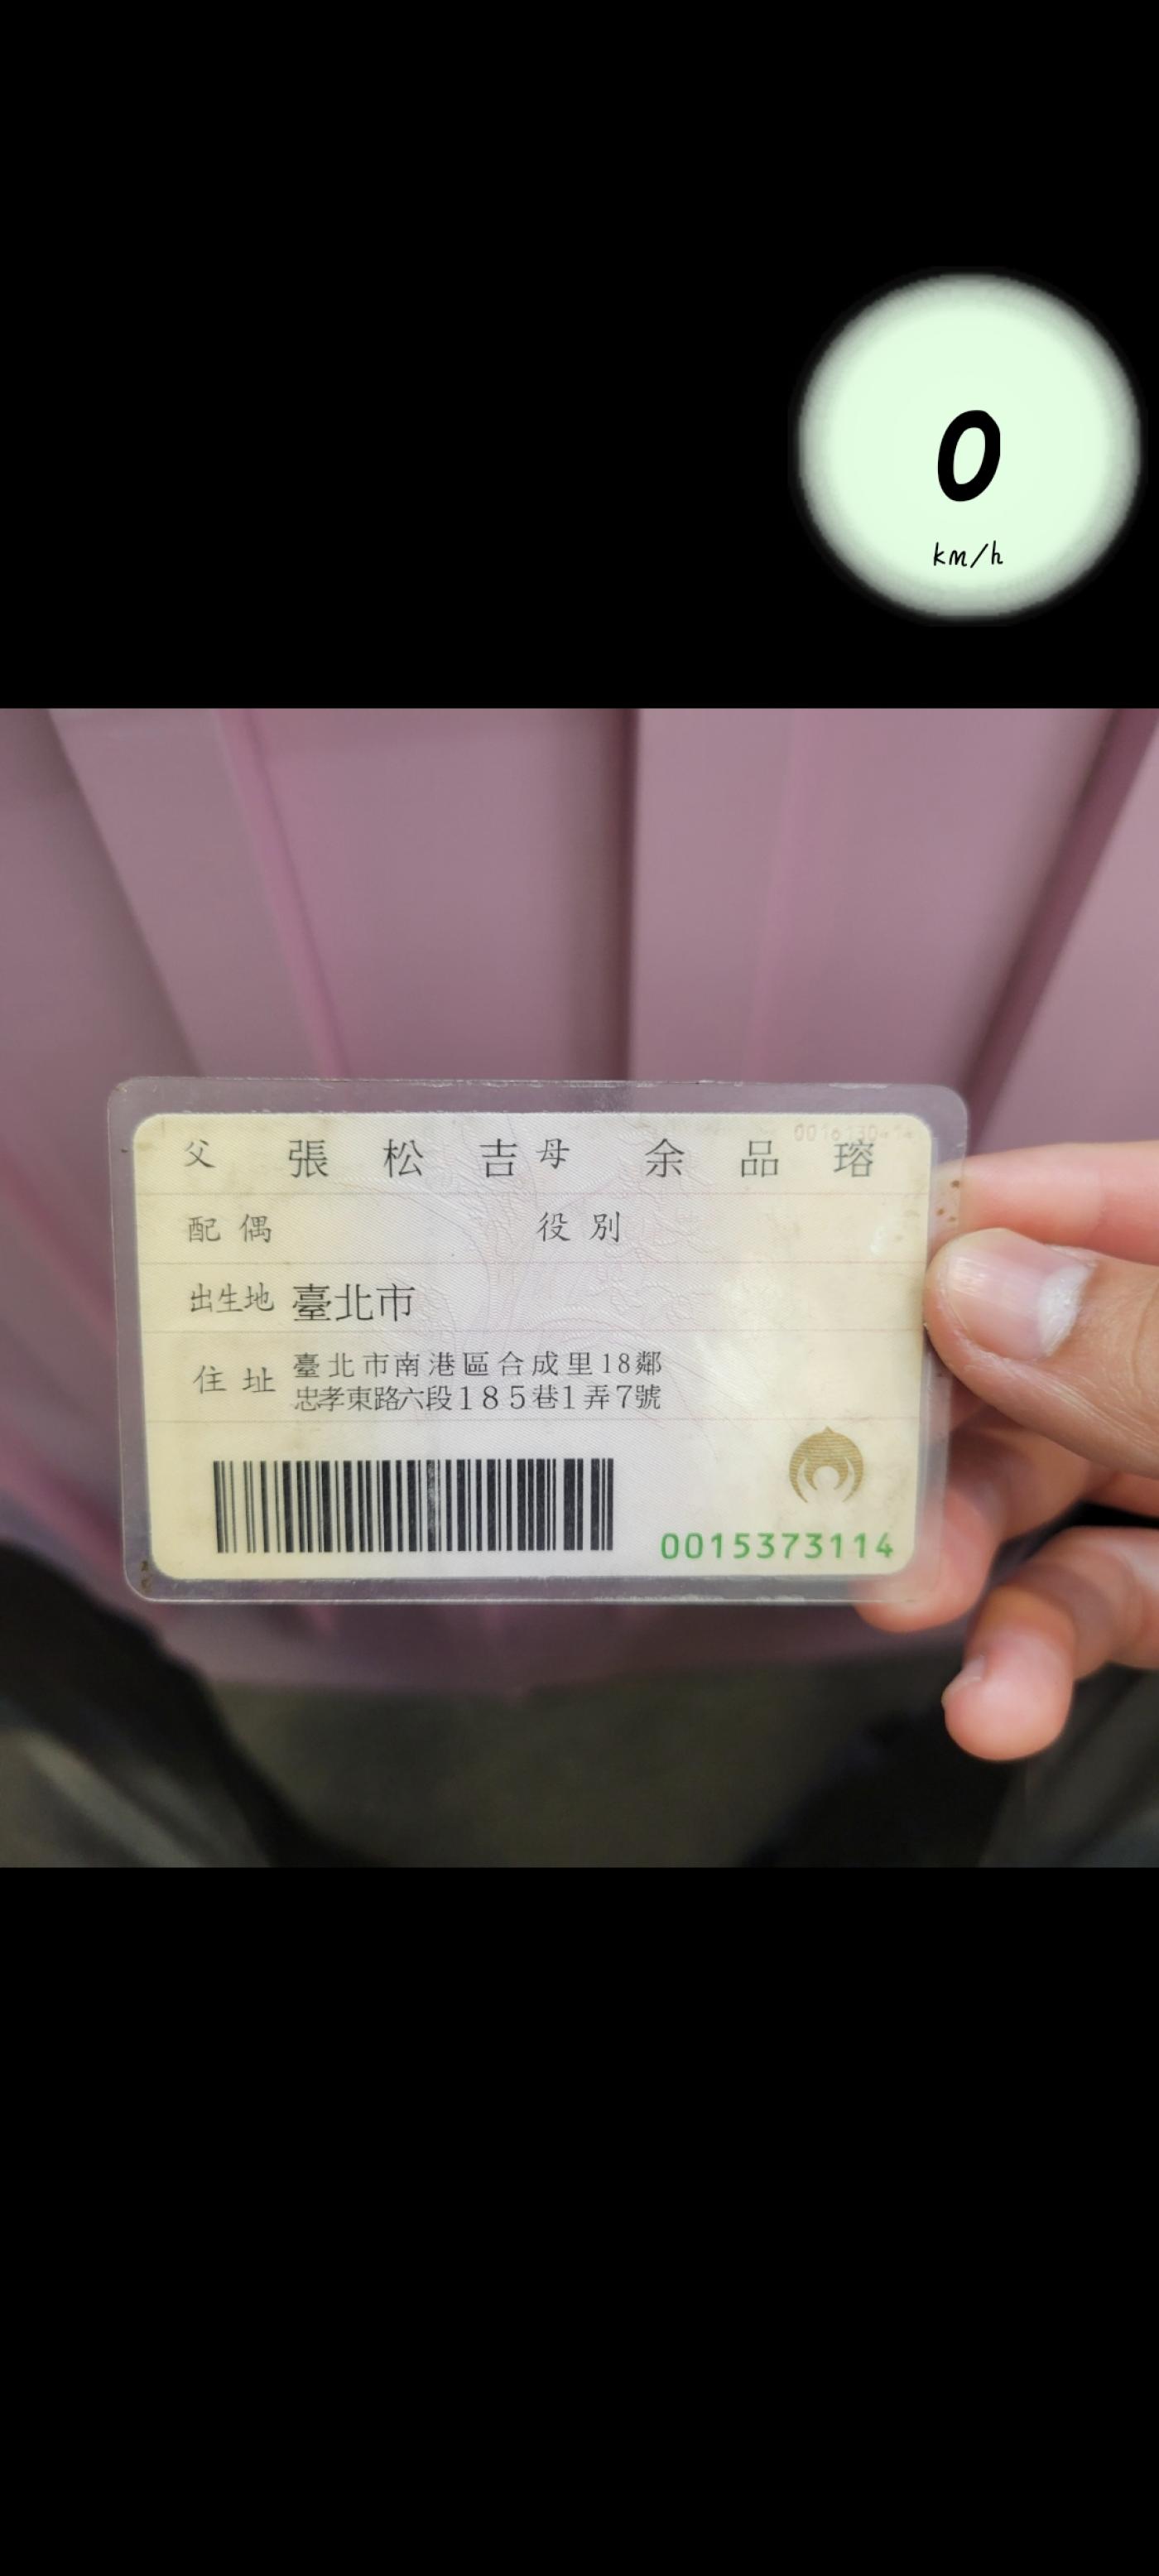 0
km/h
父 張松吉 母 余品瑢
配偶 役別
出生地 臺北市
住址 臺北市南港區合成里18鄰
忠孝東路六段185巷1弄7號
0015373114